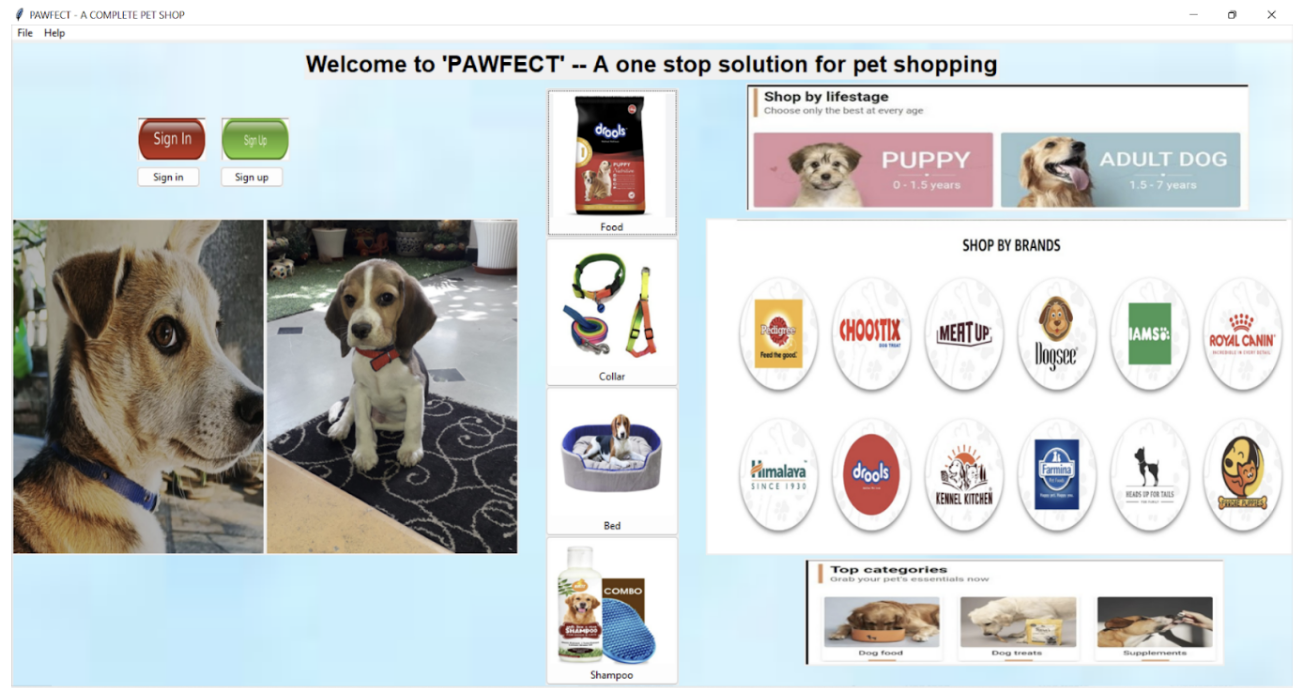 PAWFECT - A COMPLETE PET SHOP
File Help
Welcome to 'PAWFECT' -- A one stop solution for pet shopping
Sign In
Sign Up
Sign in
Sign up
drools
PUPPY
Food
Collar
Bed
COMBO
SHAMPOO
Shampoo
Shop by lifestage
Choose only the best at every age
PUPPY
0 - 1.5 years
ADULT DOG
1.5 - 7 years
SHOP BY BRANDS
Pedigree
Feed the good.
CHOOSTIX
DOG TREAT
MEAT UP
Dogsee
IAMS
ROYAL CANIN
Himalaya
SINCE 1930
drools
KENNEL KITCHEN
Farmina
HEADS UP FOR TAILS
Top categories
Grab your pet's essentials now
Dog food
Dog treats
Supplements